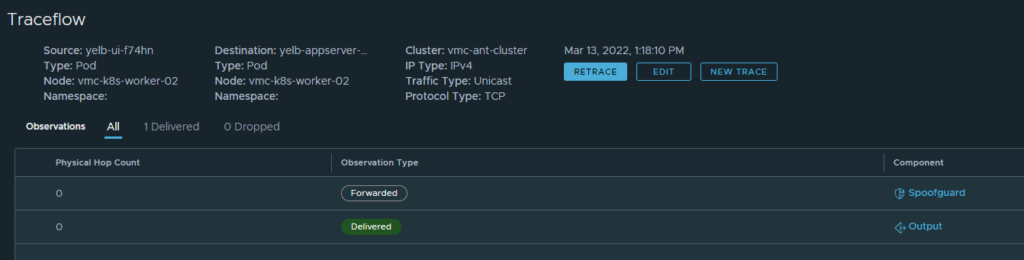 Traceflow
Source: yelb-ui-f74hn Destination: yelb-appserver-... Cluster: vmc-ant-cluster Mar 13, 2022, 1:18:10 PM
Type: Pod Type: Pod IP Type: IPv4 RETRACE EDIT NEW TRACE
Node: vmc-k8s-worker-02 Node: vmc-k8s-worker-02 Traffic Type: Unicast
Namespace: Namespace: Protocol Type: TCP
Observations All 1 Delivered 0 Dropped
Physical Hop Count Observation Type Component
0 Forwarded Spoofguard
0 Delivered Output